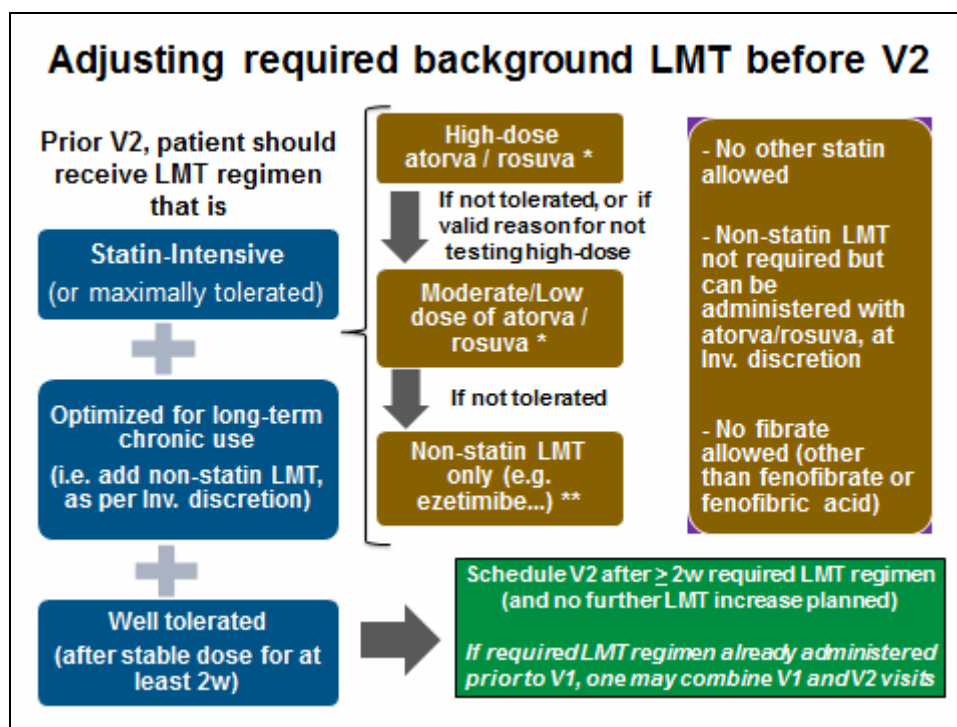 Adjusting required background LMT before V2
Prior V2, patient should
receive LMT regimen
that is
Statin-Intensive
(or maximally tolerated)
Optimized for long-term
chronic use
(i.e. add non-statin LMT,
as per Inv. discretion)
Well tolerated
(after stable dose for at
least 2w)
High-dose
atorva / rosuva *
If not tolerated, or if
valid reason for not
testing high-dose
Moderate/Low
dose of atorva /
rosuva *
If not tolerated
Non-statin LMT
only (e.g.
ezetimibe...) **
- No other statin
allowed
- Non-statin LMT
not required but
can be
administered with
atorva/rosuva, at
Inv. discretion
- No fibrate
allowed (other
than fenofibrate or
fenofibric acid)
Schedule V2 after ≥ 2w required LMT regimen
(and no further LMT increase planned)
If required LMT regimen already administered
prior to V1, one may combine V1 and V2 visits